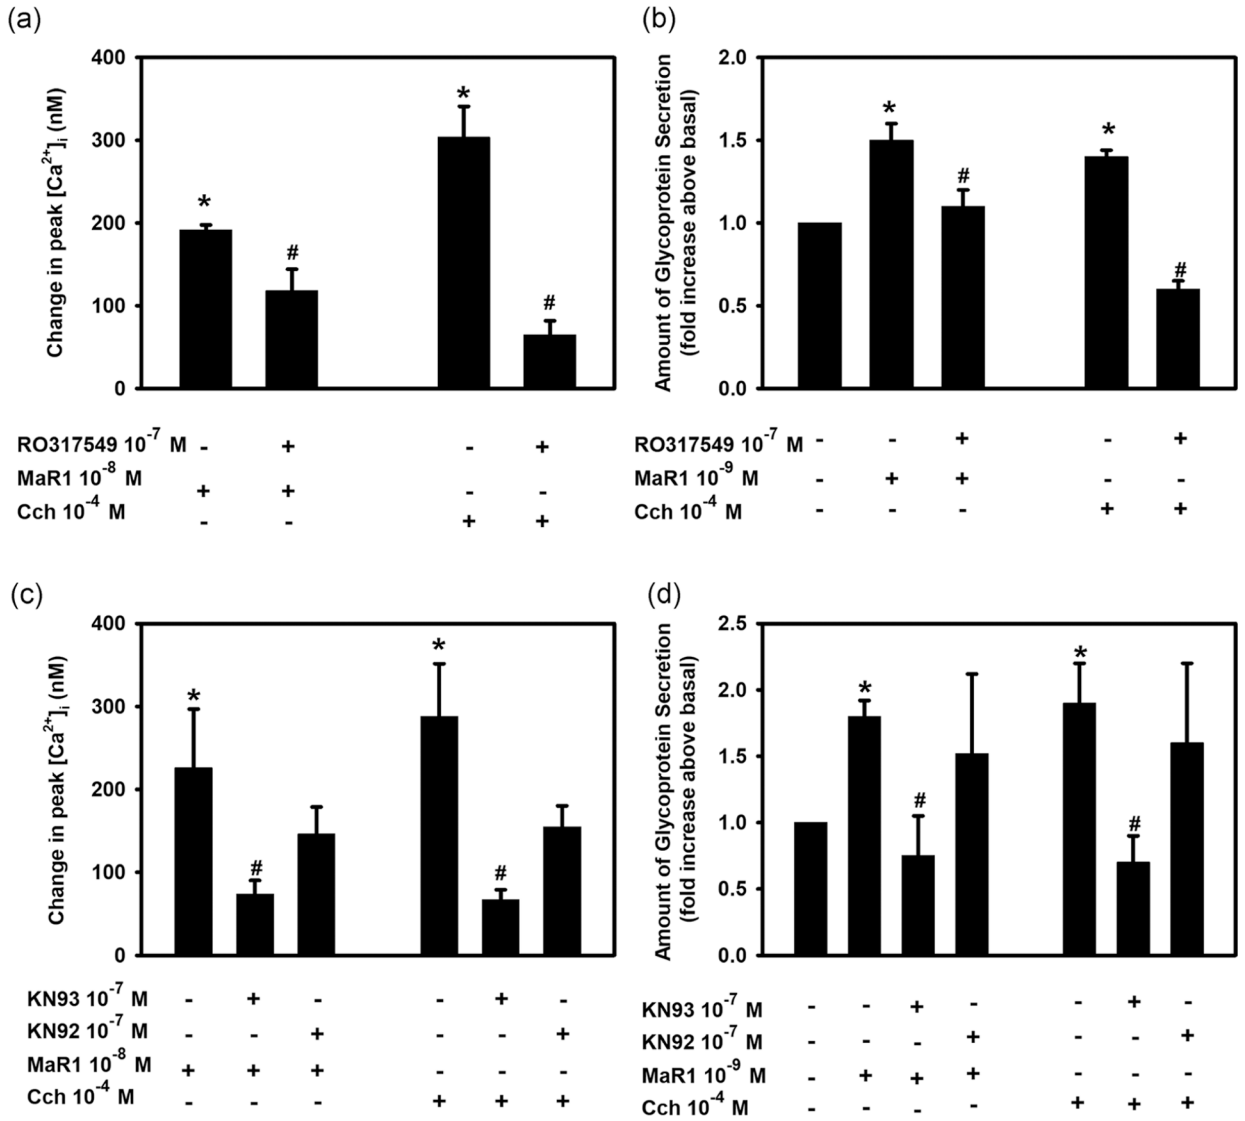 (a)
Change in peak [Ca²⁺]ᵢ (nM)
400
300
200
100
0
*
#
*
#
RO317549 10⁻⁷ M - + - +
MaR1 10⁻⁸ M + + - -
Cch 10⁻⁴ M - - + +
(b)
Amount of Glycoprotein Secretion
(fold increase above basal)
2.0
1.5
1.0
0.5
0.0
*
#
*
#
RO317549 10⁻⁷ M - - + - +
MaR1 10⁻⁹ M - + + - -
Cch 10⁻⁴ M - - - + +
(c)
Change in peak [Ca²⁺]ᵢ (nM)
400
300
200
100
0
*
#
*
#
KN93 10⁻⁷ M - + - - + -
KN92 10⁻⁷ M - - + - - +
MaR1 10⁻⁸ M + + + - - -
Cch 10⁻⁴ M - - - + + +
(d)
Amount of Glycoprotein Secretion
(fold increase above basal)
2.5
2.0
1.5
1.0
0.5
0.0
*
#
*
#
KN93 10⁻⁷ M - - + - - + -
KN92 10⁻⁷ M - - - + - - +
MaR1 10⁻⁹ M - + + + - - -
Cch 10⁻⁴ M - - - - + + +